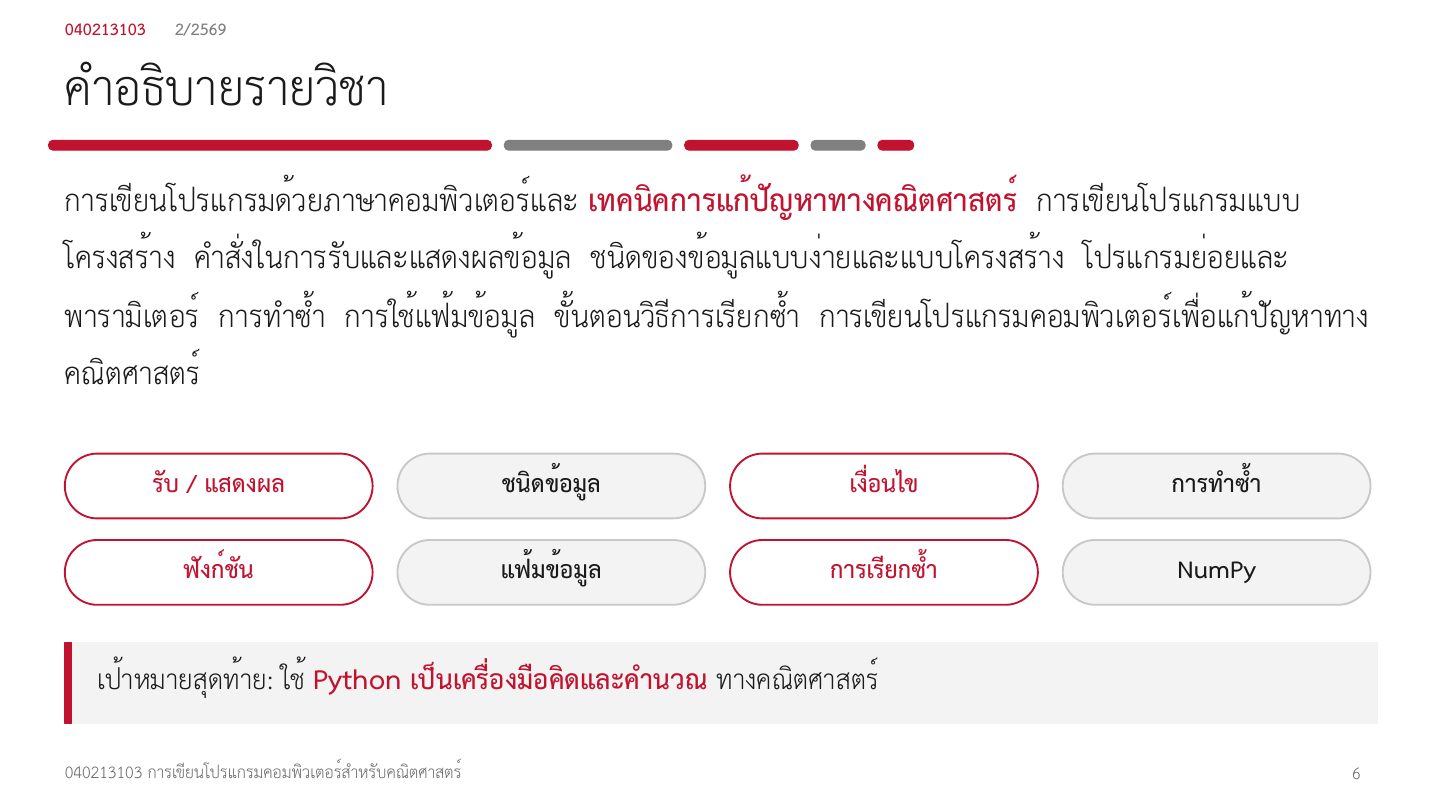 040213103 2/2569
คำอธิบายรายวิชา
การเขียนโปรแกรมด้วยภาษาคอมพิวเตอร์และ เทคนิคการแก้ปัญหาทางคณิตศาสตร์ การเขียนโปรแกรมแบบ
โครงสร้าง คำสั่งในการรับและแสดงผลข้อมูล ชนิดของข้อมูลแบบง่ายและแบบโครงสร้าง โปรแกรมย่อยและ
พารามิเตอร์ การทำซ้ำ การใช้แฟ้มข้อมูล ขั้นตอนวิธีการเรียกซ้ำ การเขียนโปรแกรมคอมพิวเตอร์เพื่อแก้ปัญหาทาง
คณิตศาสตร์
รับ / แสดงผล ชนิดข้อมูล เงื่อนไข การทำซ้ำ
ฟังก์ชัน แฟ้มข้อมูล การเรียกซ้ำ NumPy
เป้าหมายสุดท้าย: ใช้ Python เป็นเครื่องมือคิดและคำนวณ ทางคณิตศาสตร์
040213103 การเขียนโปรแกรมคอมพิวเตอร์สำหรับคณิตศาสตร์ 6